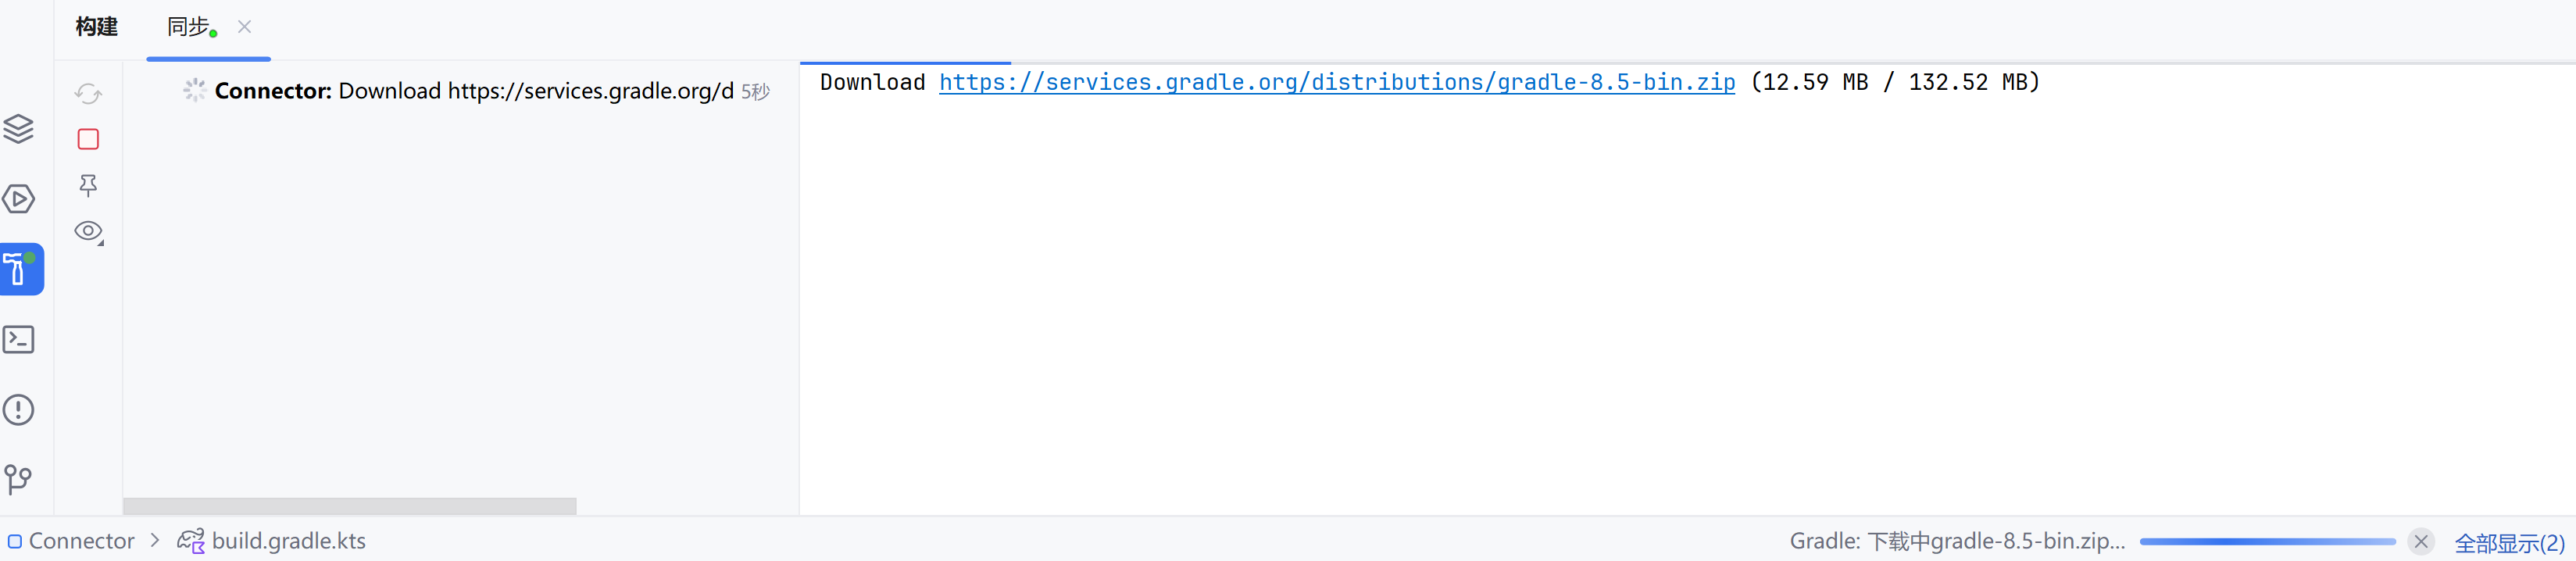 构建 同步
Connector: Download https://services.gradle.org/d 5秒
Download https://services.gradle.org/distributions/gradle-8.5-bin.zip (12.59 MB / 132.52 MB)
Connector > build.gradle.kts
Gradle: 下载中gradle-8.5-bin.zip... 全部显示(2)